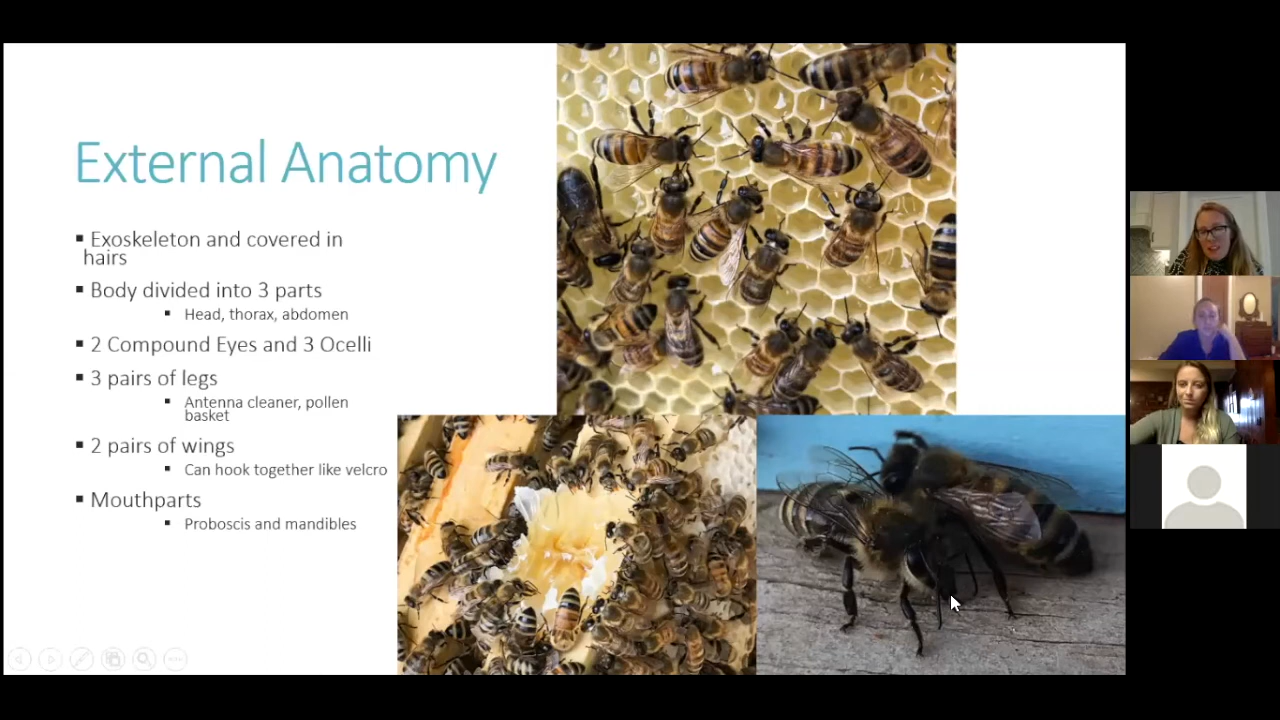 External Anatomy
▪ Exoskeleton and covered in
hairs
▪ Body divided into 3 parts
▪ Head, thorax, abdomen
▪ 2 Compound Eyes and 3 Ocelli
▪ 3 pairs of legs
▪ Antenna cleaner, pollen
basket
▪ 2 pairs of wings
▪ Can hook together like velcro
▪ Mouthparts
▪ Proboscis and mandibles